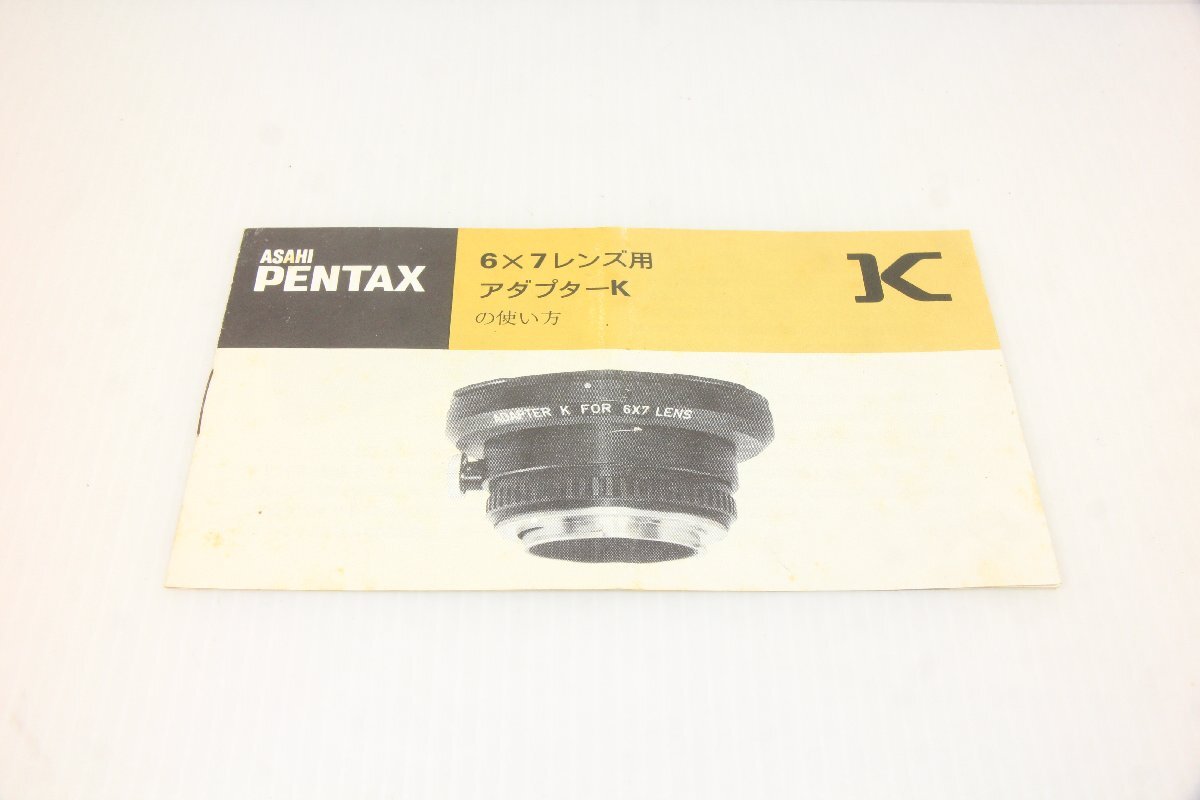 ASAHI
PENTAX
6×7レンズ用
アダプターK
の使い方
K
ADAPTER K FOR 6X7 LENS